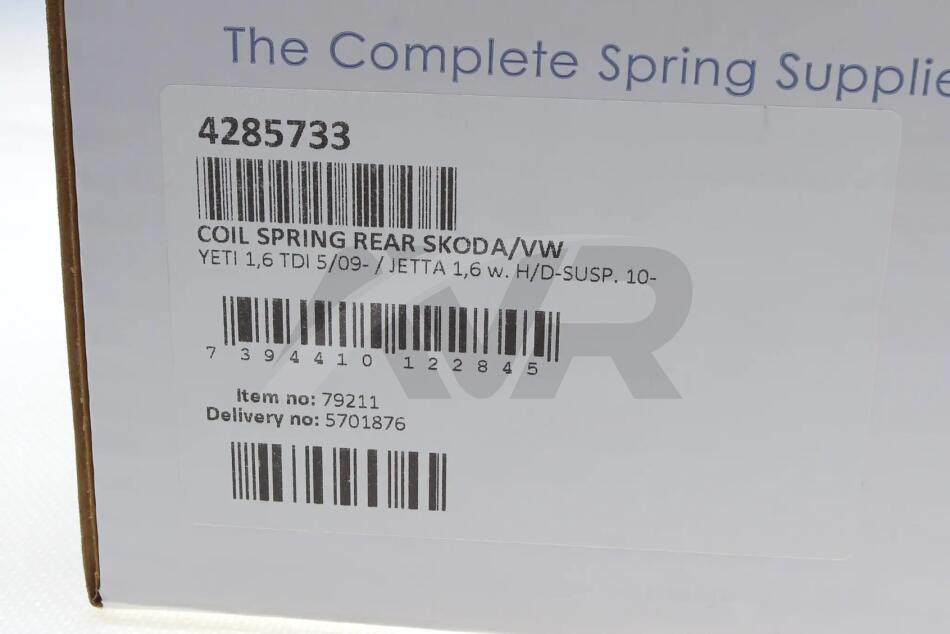 The Complete Spring Supplie
4285733
COIL SPRING REAR SKODA/VW
YETI 1,6 TDI 5/09- / JETTA 1,6 w. H/D-SUSP. 10-
7 394410 122845
Item no: 79211
Delivery no: 5701876